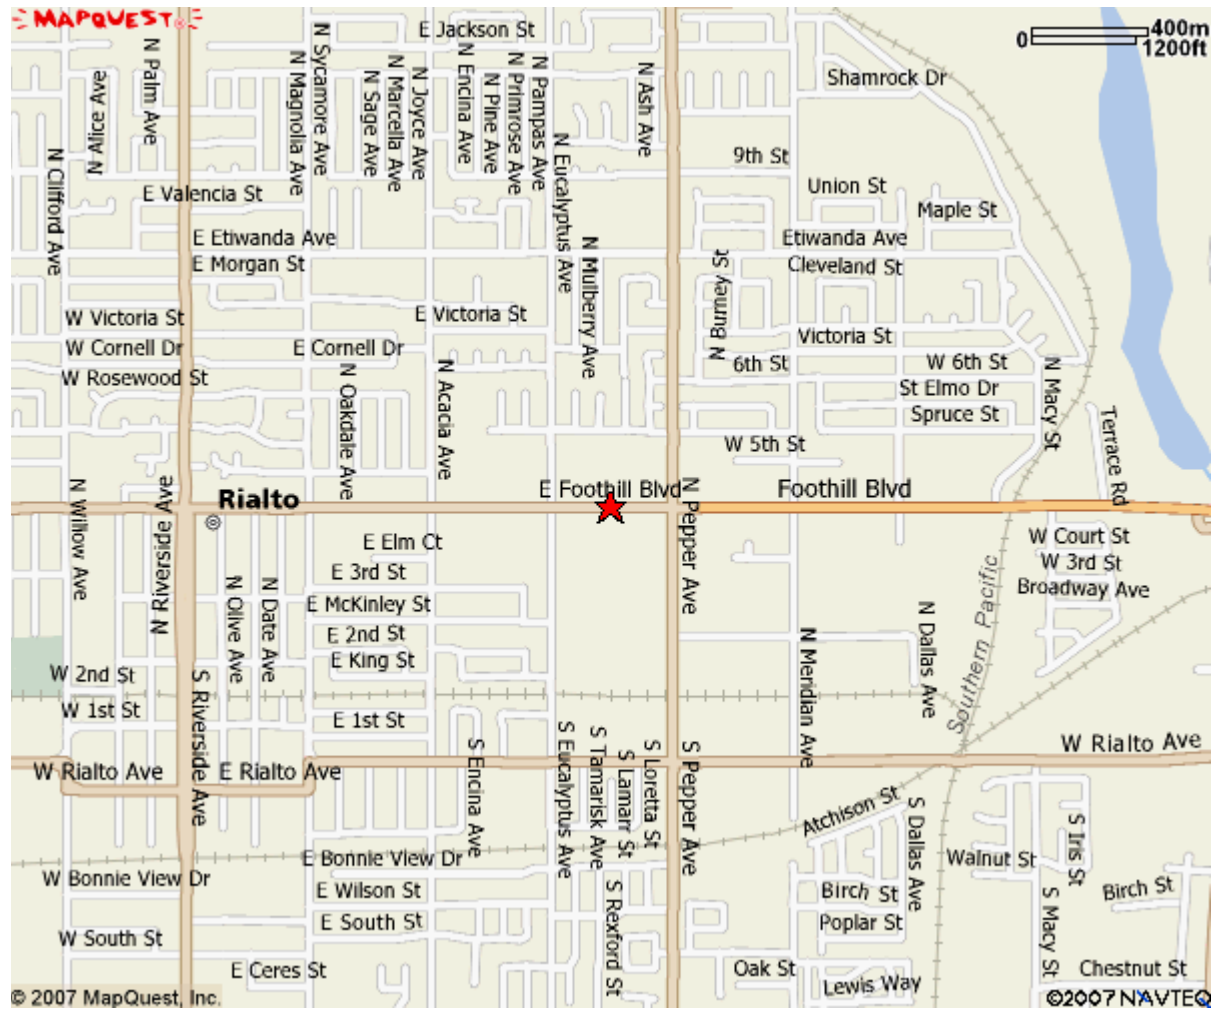 MAPQUEST
0
400m
1200ft
E Jackson St
N Palm Ave
N Alice Ave
N Clifford Ave
N Sycamore Ave
N Magnolia Ave
N Sage Ave
N Marcella Ave
N Joyce Ave
N Encina Ave
N Pine Ave
N Primrose Ave
N Pampas Ave
N Eucalyptus Ave
N Ash Ave
Shamrock Dr
9th St
Union St
Maple St
E Valencia St
E Etiwanda Ave
Etiwanda Ave
E Morgan St
Cleveland St
N Mulberry Ave
N Burney St
W Victoria St
E Victoria St
Victoria St
W Cornell Dr
E Cornell Dr
6th St
W 6th St
W Rosewood St
St Elmo Dr
Spruce St
N Oakdale Ave
N Acacia Ave
N Macy St
Terrace Rd
W 5th St
N Willow Ave
N Riverside Ave
Rialto
E Foothill Blvd
Foothill Blvd
N Pepper Ave
E Elm Ct
W Court St
E 3rd St
W 3rd St
Broadway Ave
N Olive Ave
N Date Ave
E McKinley St
E 2nd St
E King St
N Meridian Ave
N Dallas Ave
Southern Pacific
W 2nd St
W 1st St
E 1st St
S Riverside Ave
S Encina Ave
S Eucalyptus Ave
S Tamarisk Ave
S Lamarr St
S Loretta St
S Pepper Ave
W Rialto Ave
W Rialto Ave
E Rialto Ave
Atchison St
S Dallas Ave
S Iris St
E Bonnie View Dr
Walnut St
W Bonnie View Dr
E Wilson St
Birch St
Birch St
S Rexford St
S Macy St
E South St
Poplar St
W South St
E Ceres St
Oak St
Chestnut St
Lewis Way
© 2007 MapQuest, Inc.
©2007 NAVTEQ